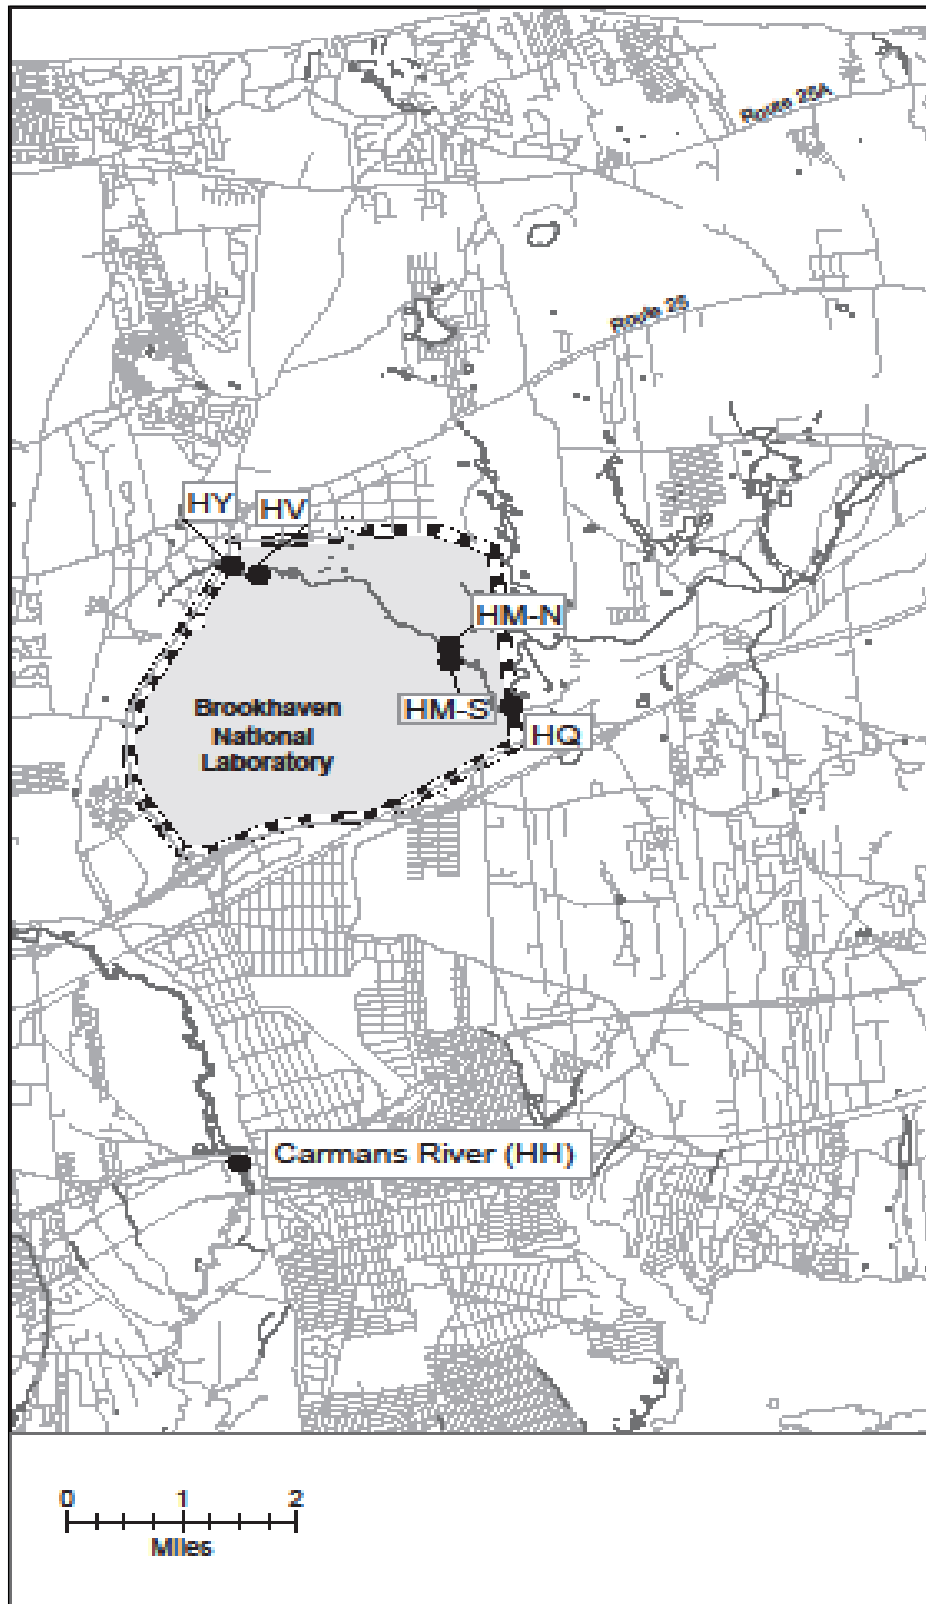 Route 25A
Route 25
HY
HV
HM-N
HM-S
HQ
Brookhaven
National
Laboratory
Carmans River (HH)
0 1 2
Miles